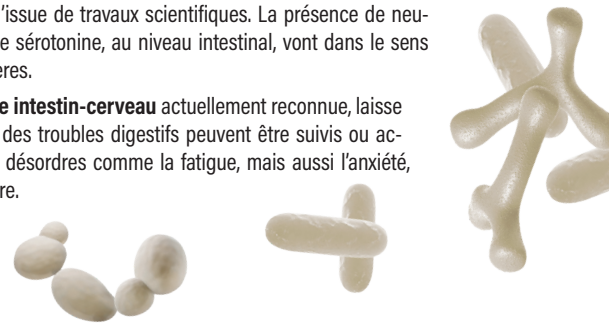 'issue de travaux scientifiques. La présence de neu-
e sérotonine, au niveau intestinal, vont dans le sens
ères.
e intestin-cerveau actuellement reconnue, laisse
des troubles digestifs peuvent être suivis ou ac-
désordres comme la fatigue, mais aussi l'anxiété,
re.